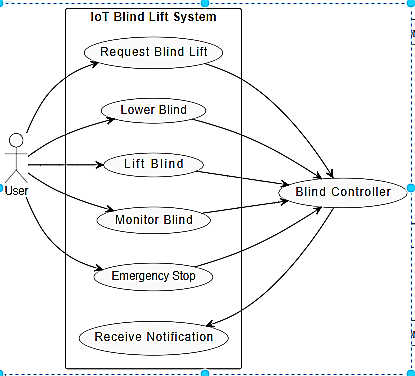 IoT Blind Lift System
Request Blind Lift
Lower Blind
Lift Blind
User
Blind Controller
Monitor Blind
Emergency Stop
Receive Notification